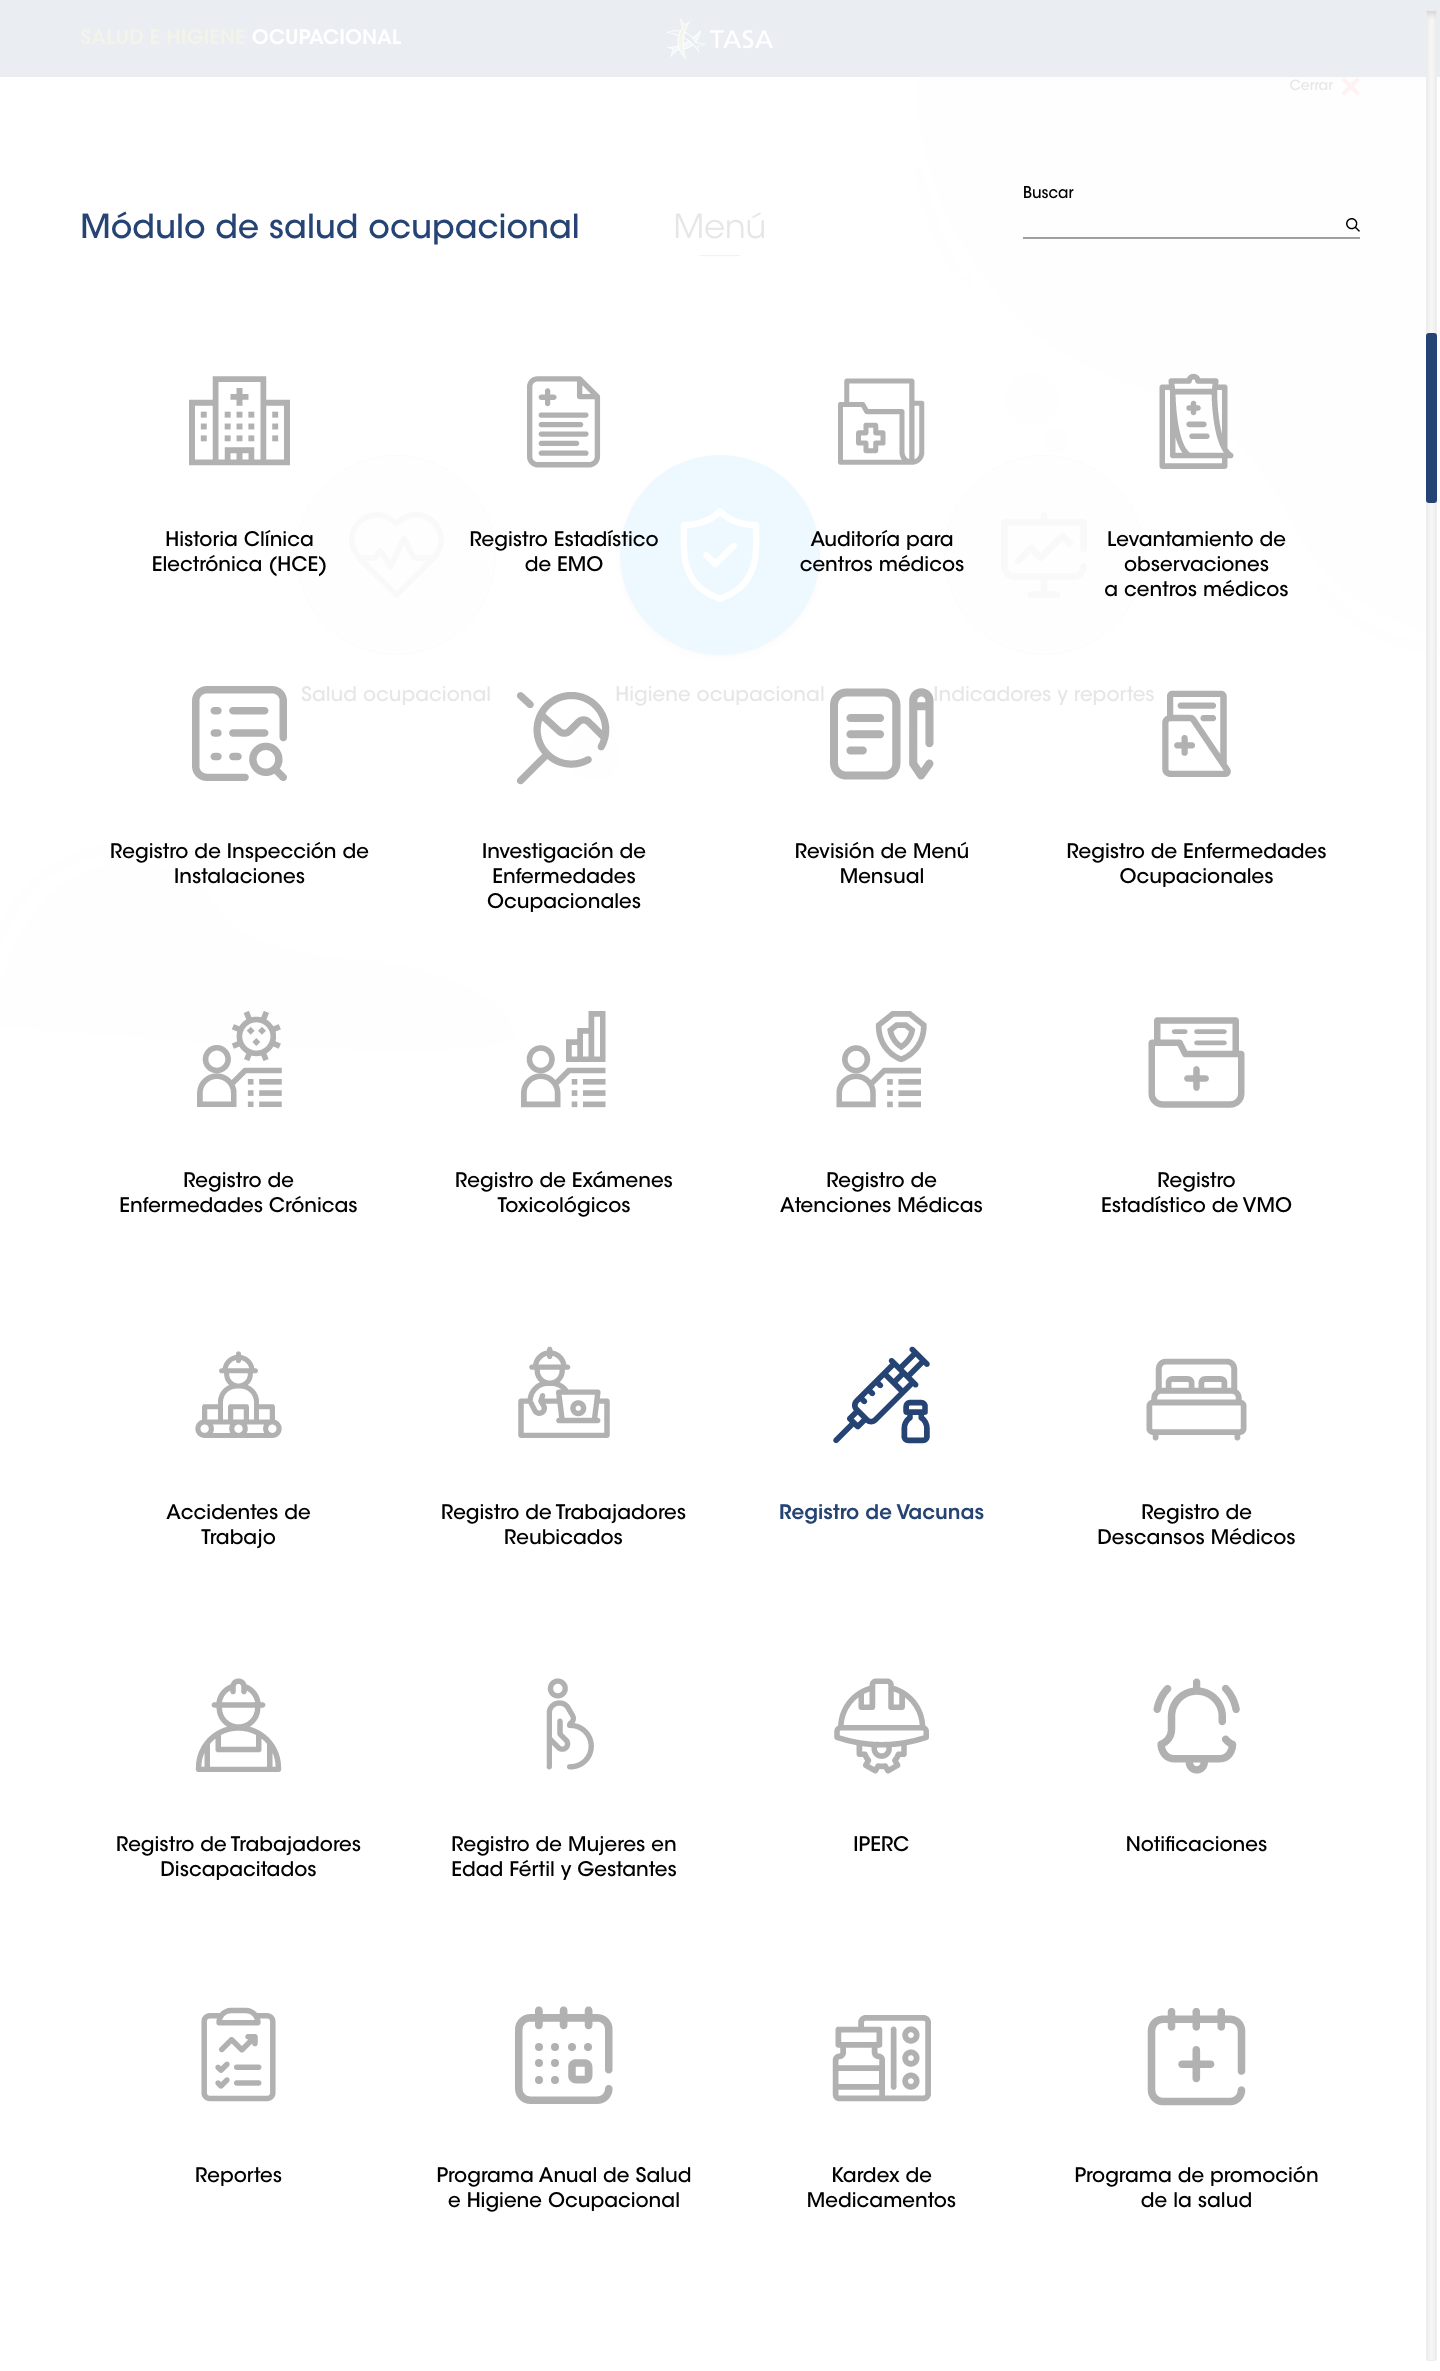 SALUD E HIGIENE OCUPACIONAL
TASA
Cerrar
Buscar
Módulo de salud ocupacional
Menú
Historia Clínica
Electrónica (HCE)
Registro Estadístico
de EMO
Auditoría para
centros médicos
Levantamiento de
observaciones
a centros médicos
Salud ocupacional
Higiene ocupacional
Indicadores y reportes
Registro de Inspección de
Instalaciones
Investigación de
Enfermedades
Ocupacionales
Revisión de Menú
Mensual
Registro de Enfermedades
Ocupacionales
Registro de
Enfermedades Crónicas
Registro de Exámenes
Toxicológicos
Registro de
Atenciones Médicas
Registro
Estadístico de VMO
Accidentes de
Trabajo
Registro de Trabajadores
Reubicados
Registro de Vacunas
Registro de
Descansos Médicos
Registro de Trabajadores
Discapacitados
Registro de Mujeres en
Edad Fértil y Gestantes
IPERC
Notificaciones
Reportes
Programa Anual de Salud
e Higiene Ocupacional
Kardex de
Medicamentos
Programa de promoción
de la salud